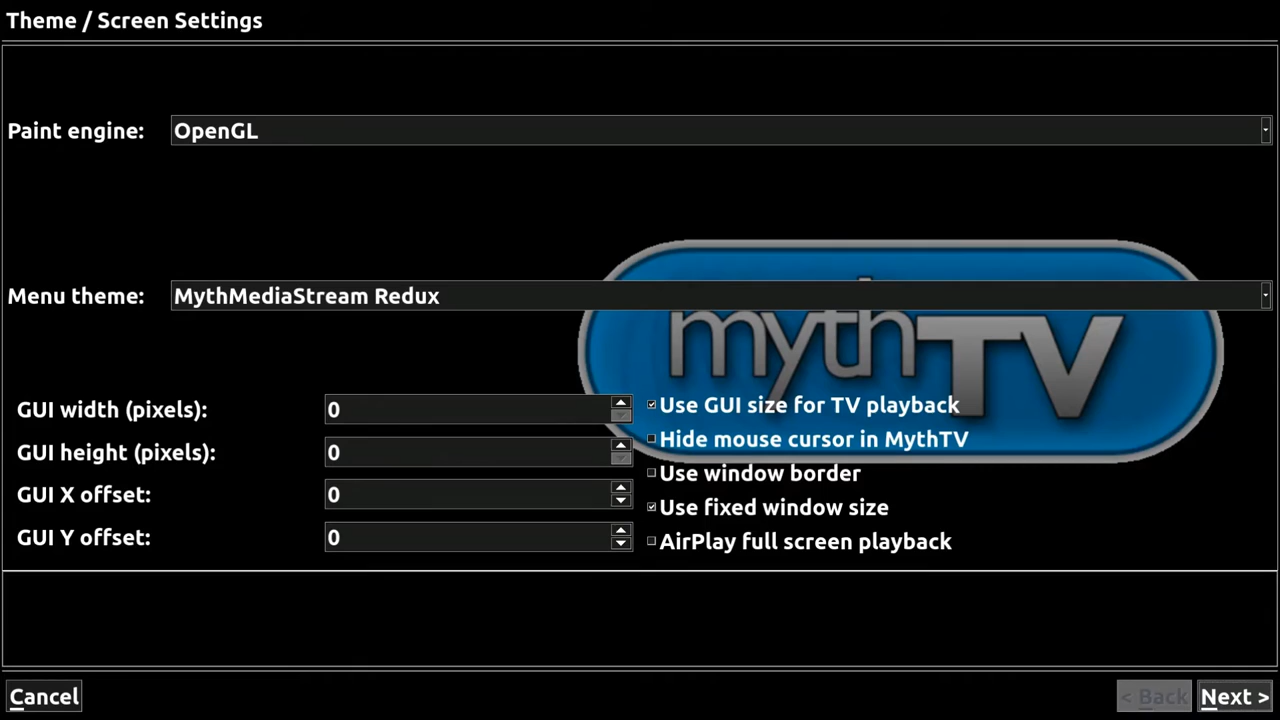 Theme / Screen Settings
Paint engine: OpenGL
Menu theme: MythMediaStream Redux
mythTV
GUI width (pixels): 0
Use GUI size for TV playback
Hide mouse cursor in MythTV
GUI height (pixels): 0
Use window border
GUI X offset: 0
Use fixed window size
GUI Y offset: 0
AirPlay full screen playback
Cancel
< Back
Next >